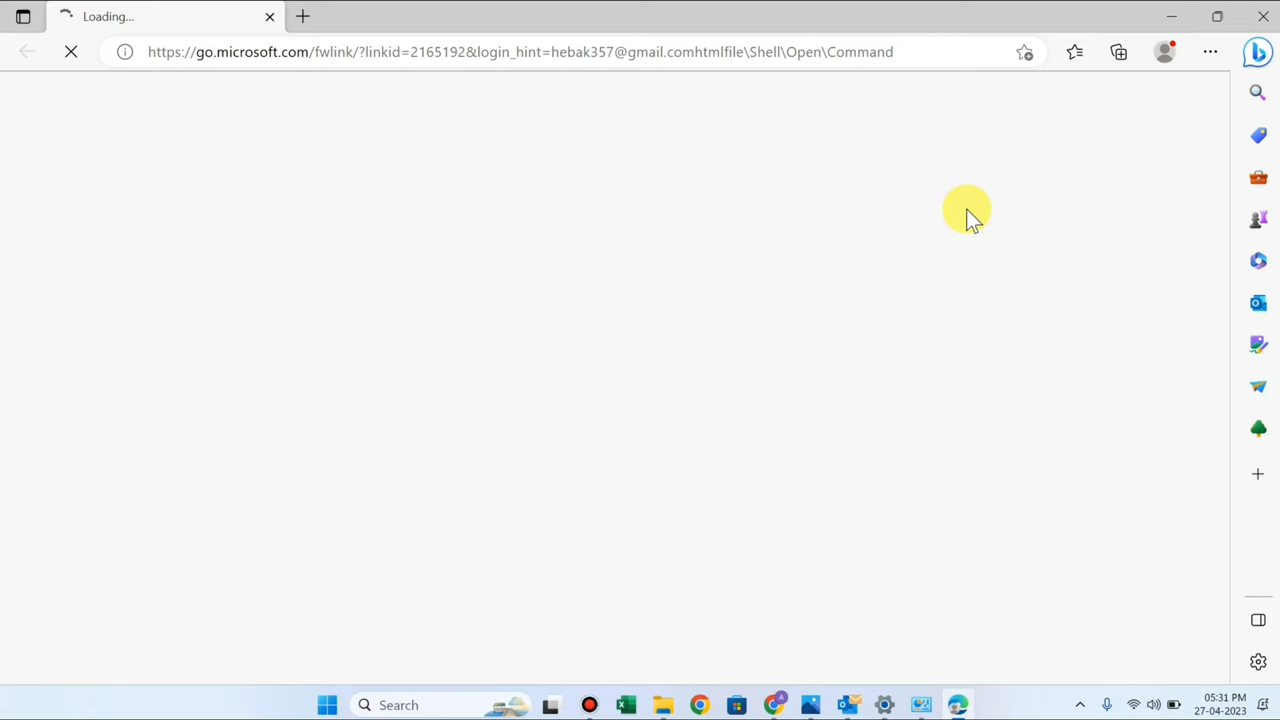 Loading...
https://go.microsoft.com/fwlink/?linkid=2165192&login_hint=hebak357@gmail.comhtmlfile\Shell\Open\Command
Search
05:31 PM
27-04-2023